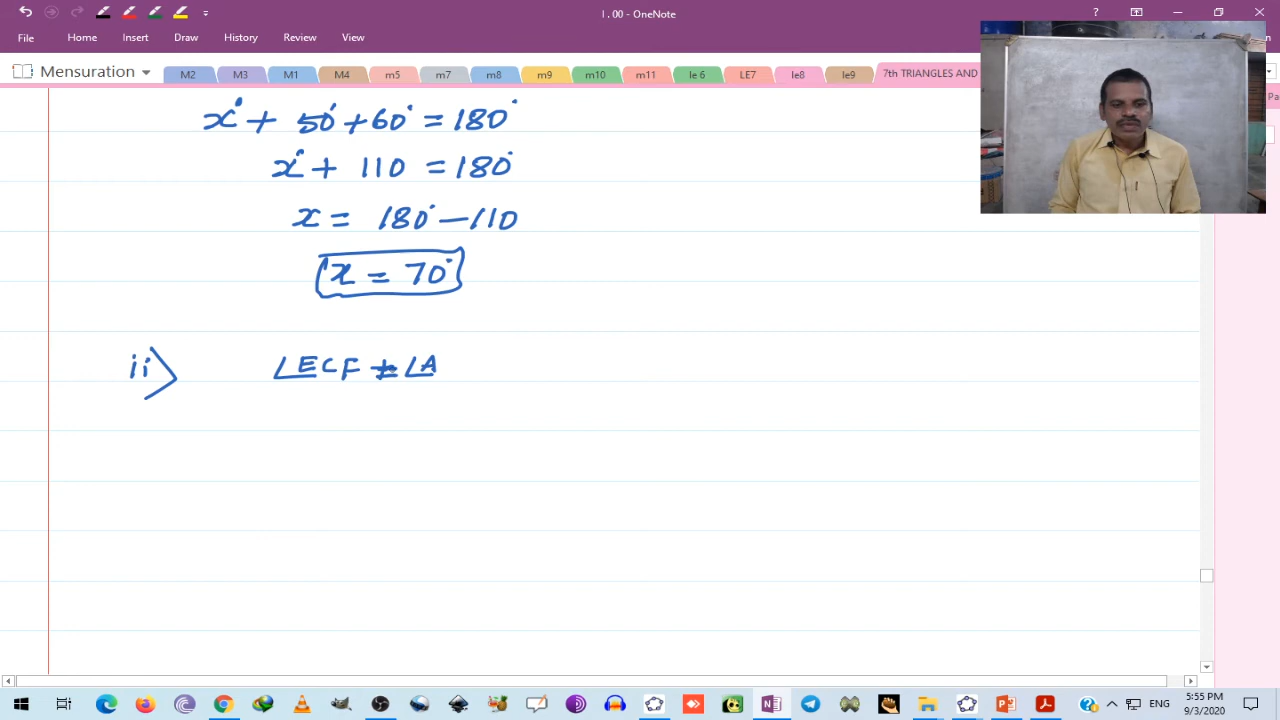 1.00 - OneNote
File Home Insert Draw History Review View
Mensuration M2 M3 M1 M4 m5 m7 m8 m9 m10 m11 le 6 LE7 le8 le9 7th TRIANGLES AND
x° + 50° + 60° = 180°
x° + 110 = 180°
x = 180° - 110
x = 70°
ii> ∠ECF = ∠A
5:55 PM
ENG
9/3/2020